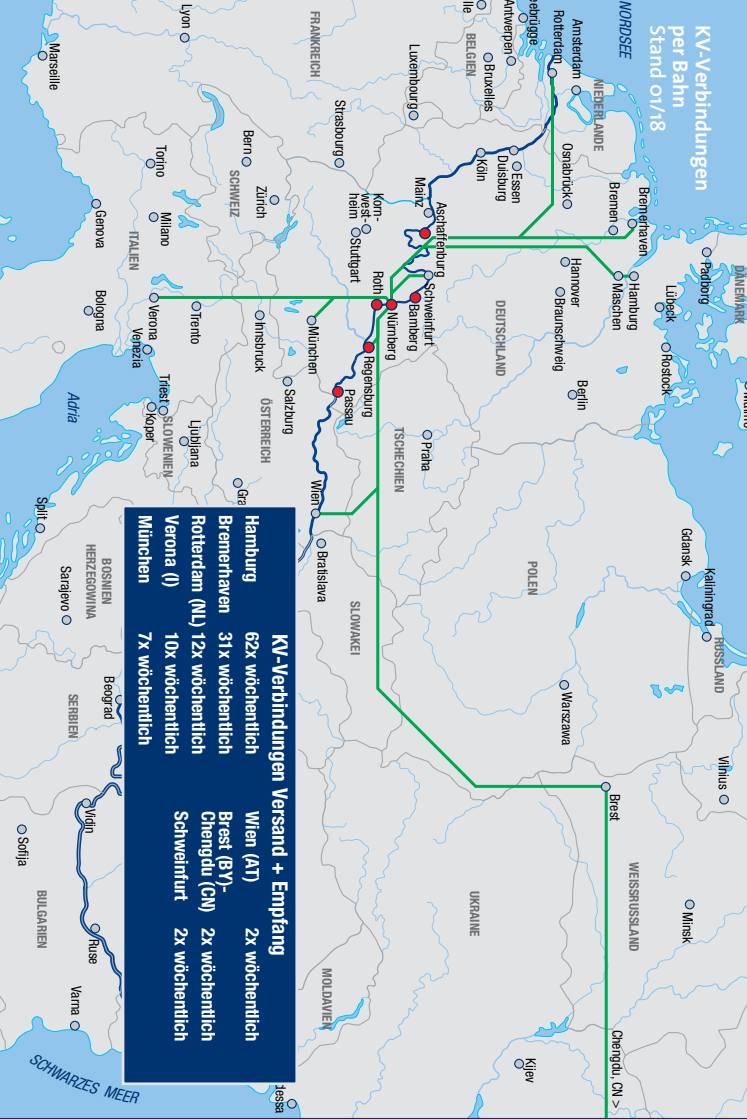 KV-Verbindungen
per Bahn
Stand 01/18
NORDSEE
DÄNEMARK
Padborg
Lübeck
Rostock
Gdansk
Kaliningrad
RUSSLAND
Vilnius
Bremerhaven
Bremen
Hamburg
Maschen
Amsterdam
Rotterdam
NIEDERLANDE
Osnabrück
Hannover
Braunschweig
Berlin
POLEN
Warszawa
Brest
WEISSRUSSLAND
Minsk
Chengdu, CN >
eebrügge
Antwerpen
lle
BELGIEN
Bruxelles
Essen
Duisburg
Köln
DEUTSCHLAND
UKRAINE
Kijev
Luxembourg
Mainz
Aschaffenburg
Schweinfurt
Bamberg
Nürnberg
Roth
Regensburg
Passau
Praha
TSCHECHIEN
SLOWAKEI
FRANKREICH
Strasbourg
Korn-
west-
heim
Stuttgart
München
Salzburg
Wien
Bratislava
MOLDAVIEN
Lyon
Bern
Zürich
SCHWEIZ
Innsbruck
ÖSTERREICH
Gra
Torino
Milano
Trento
Verona
Venezia
ITALIEN
Triest
Koper
Ljubljana
SLOWENIEN
Marseille
Genova
Bologna
Adria
Split
BOSNIEN
HERZEGOWINA
Sarajevo
Beograd
SERBIEN
Vidin
Sofija
BULGARIEN
Ruse
Varna
SCHWARZES MEER
dessa
KV-Verbindungen Versand + Empfang
Hamburg 62x wöchentlich Wien (AT) 2x wöchentlich
Bremerhaven 31x wöchentlich Brest (BY)-
Rotterdam (NL) 12x wöchentlich Chengdu (CN) 2x wöchentlich
Verona (I) 10x wöchentlich Schweinfurt 2x wöchentlich
München 7x wöchentlich